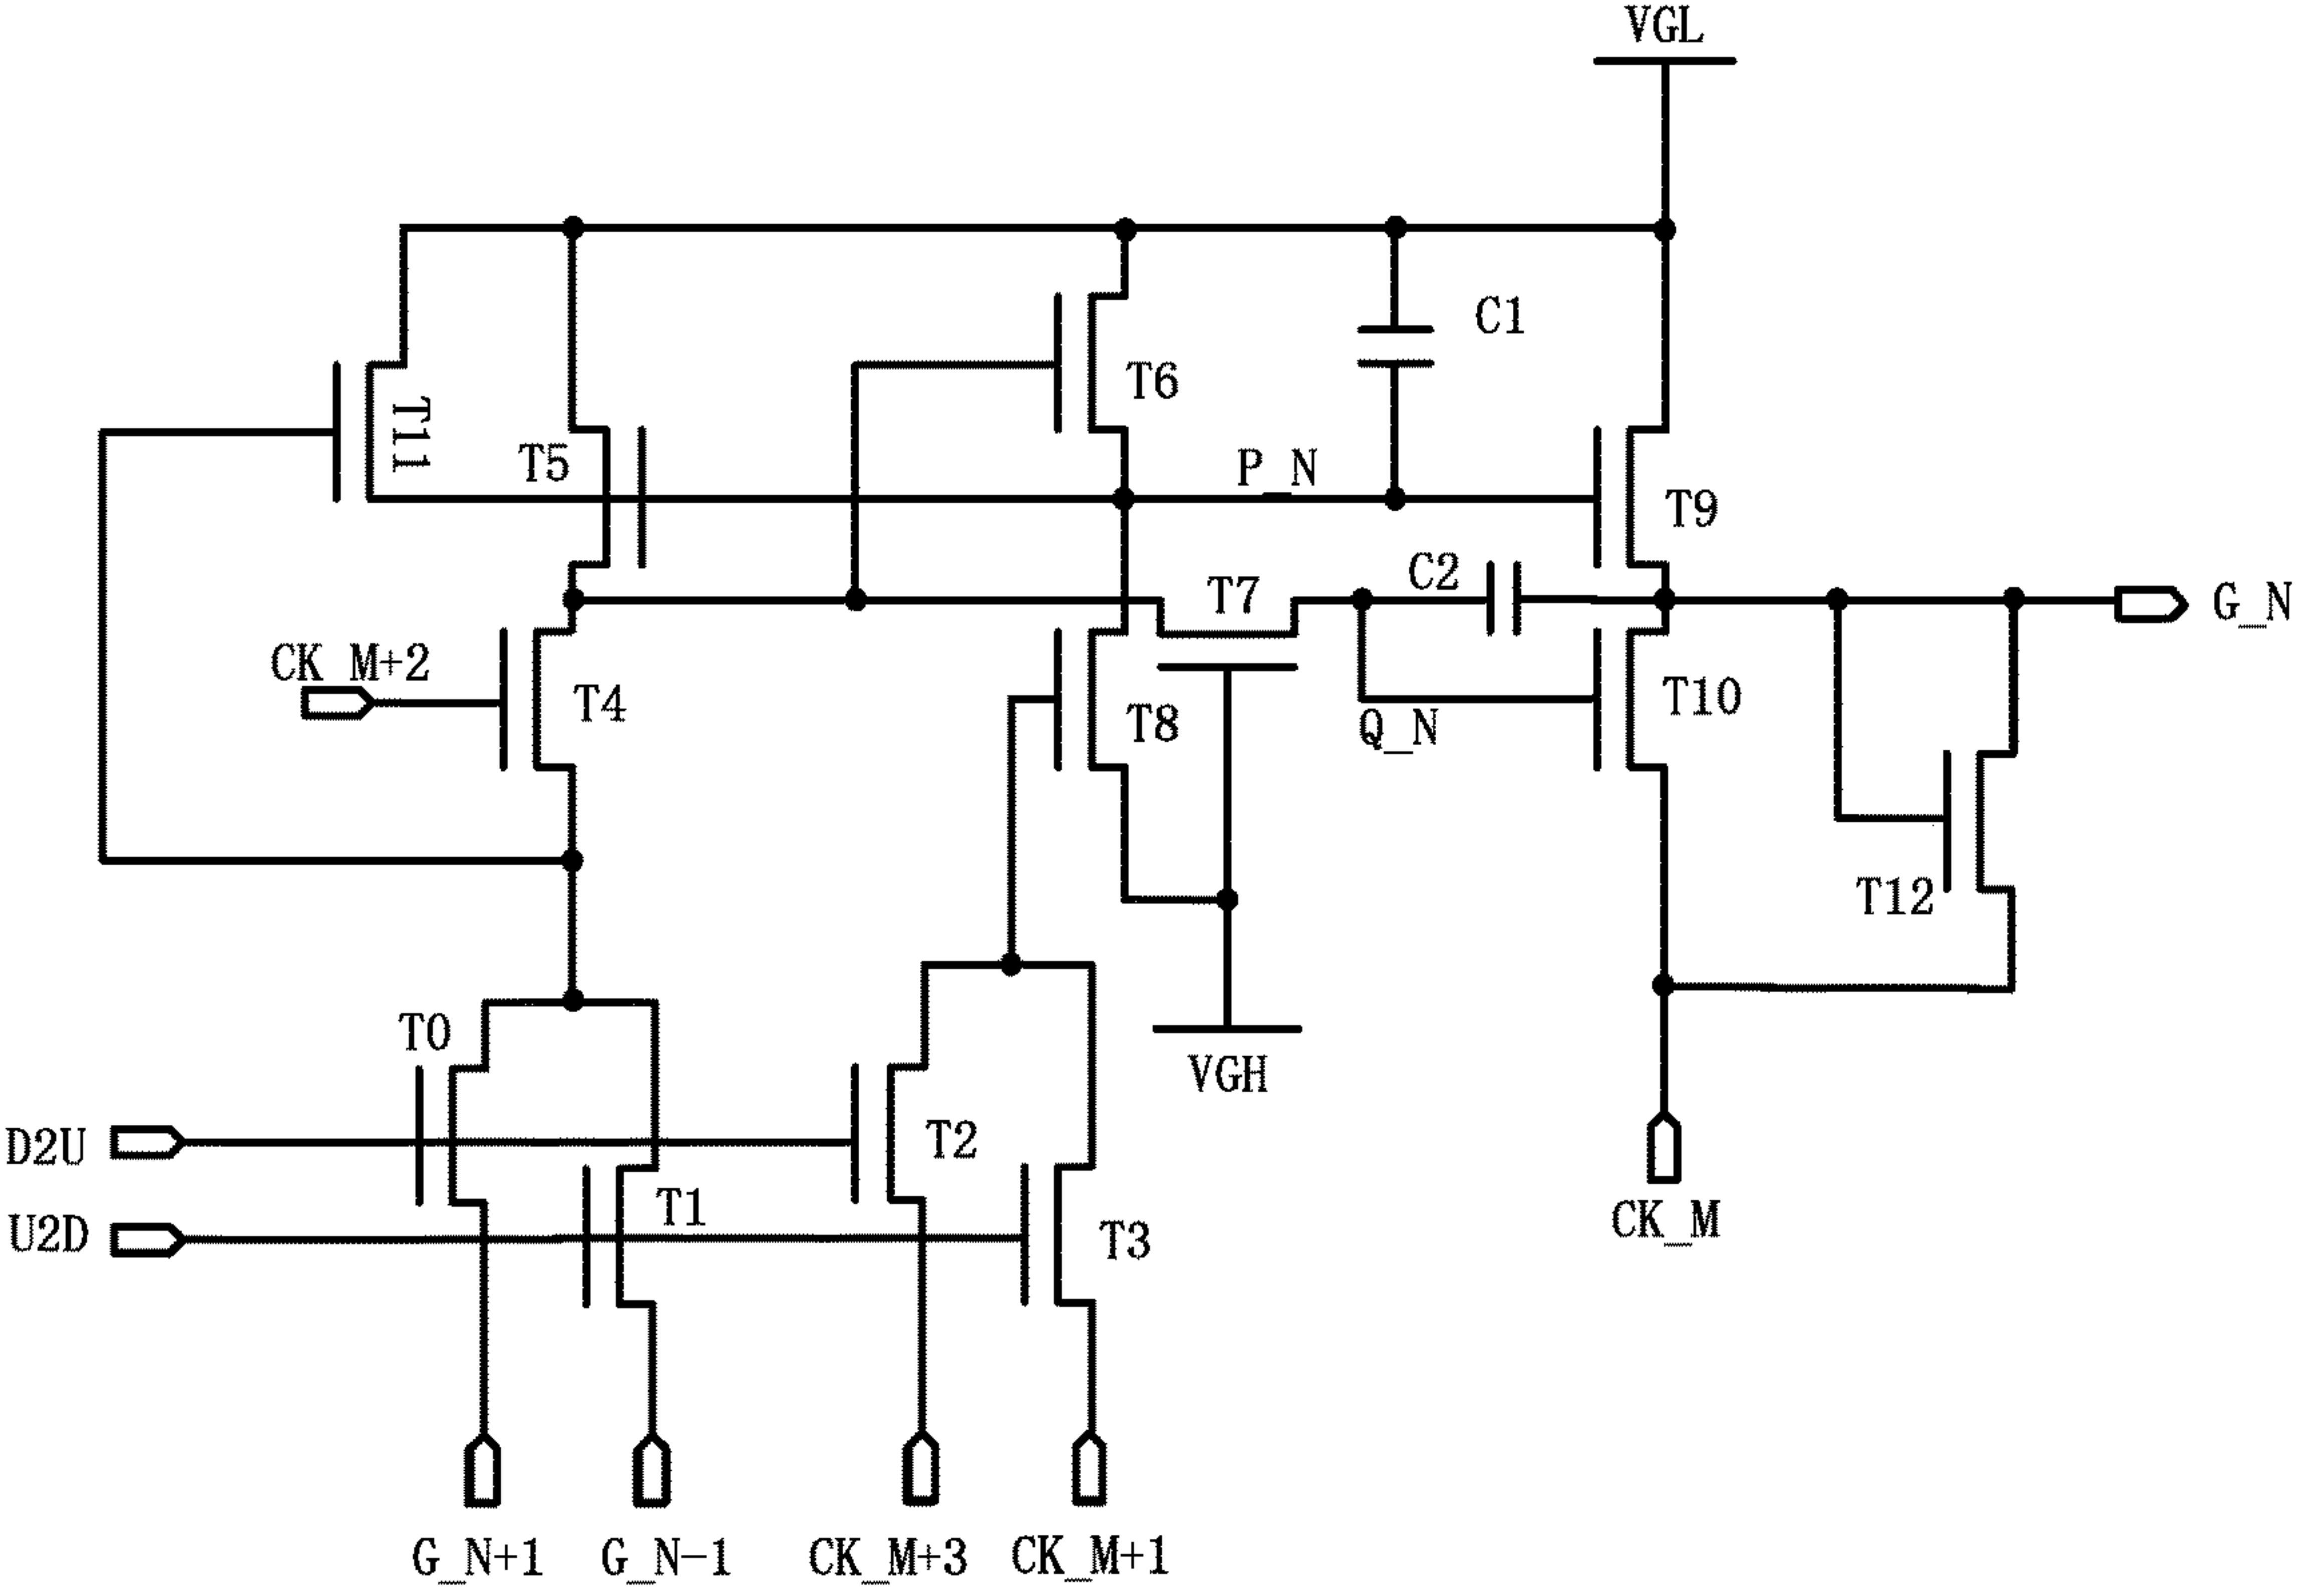 VGL
C1
T6
T11
T5
P_N
T9
C2
T7
G_N
CK_M+2
T4
T8
Q_N
T10
T12
T0
VGH
D2U
T2
T1
U2D
T3
CK_M
G_N+1
G_N-1
CK_M+3
CK_M+1